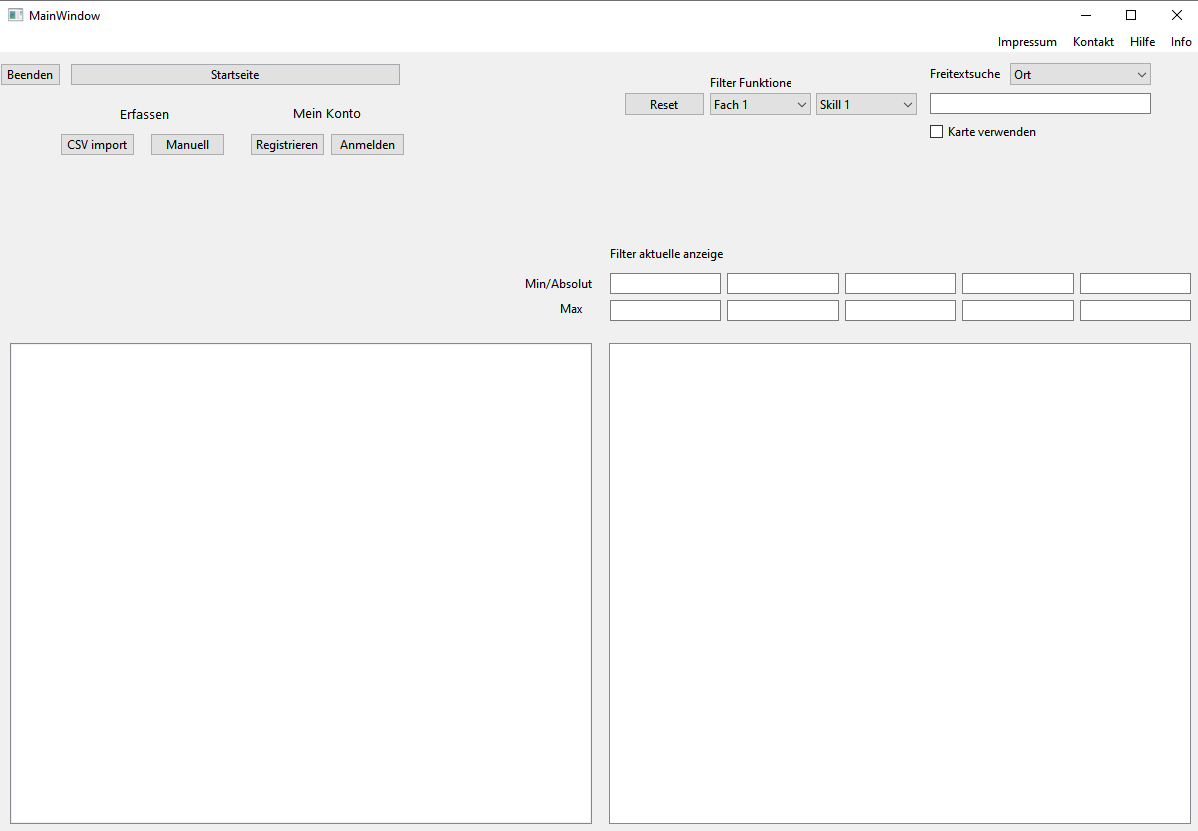 MainWindow
Impressum Kontakt Hilfe Info
Beenden Startseite
Freitextsuche Ort
Filter Funktione
Reset Fach 1 Skill 1
Erfassen Mein Konto
Karte verwenden
CSV import Manuell Registrieren Anmelden
Filter aktuelle anzeige
Min/Absolut
Max